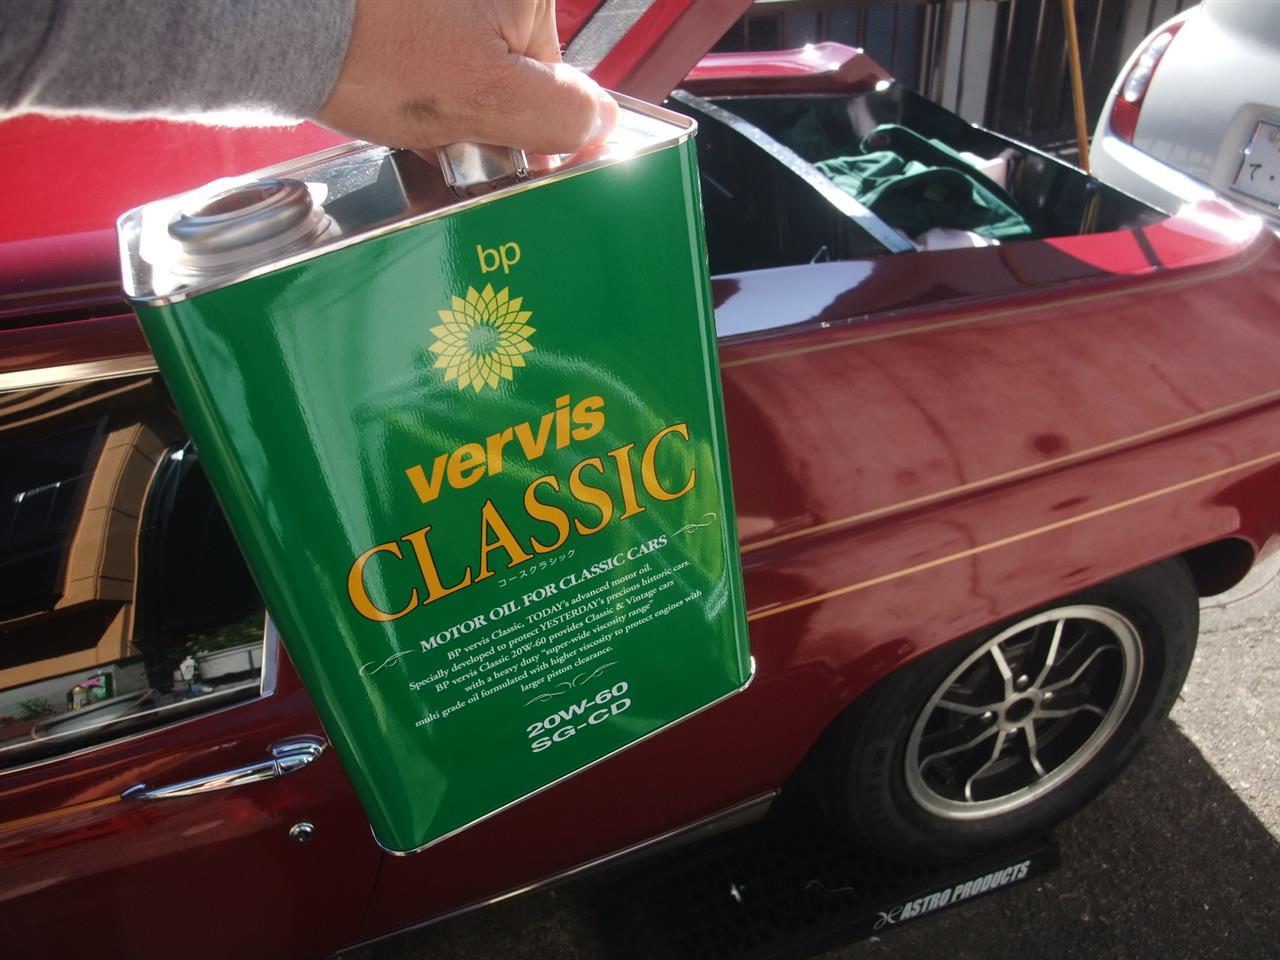 bp
vervis
CLASSIC
コースクラシック
MOTOR OIL FOR CLASSIC CARS
BP vervis Classic, TODAY's advanced motor oil.
Specially developed to protect YESTERDAY's precious historic cars.
BP vervis Classic 20W-60 provides Classic & Vintage cars
with a heavy duty "super-wide viscosity range"
multi grade oil formulated with higher viscosity to protect engines with
larger piston clearance.
20W-60
SG-CD
ASTRO PRODUCTS
て